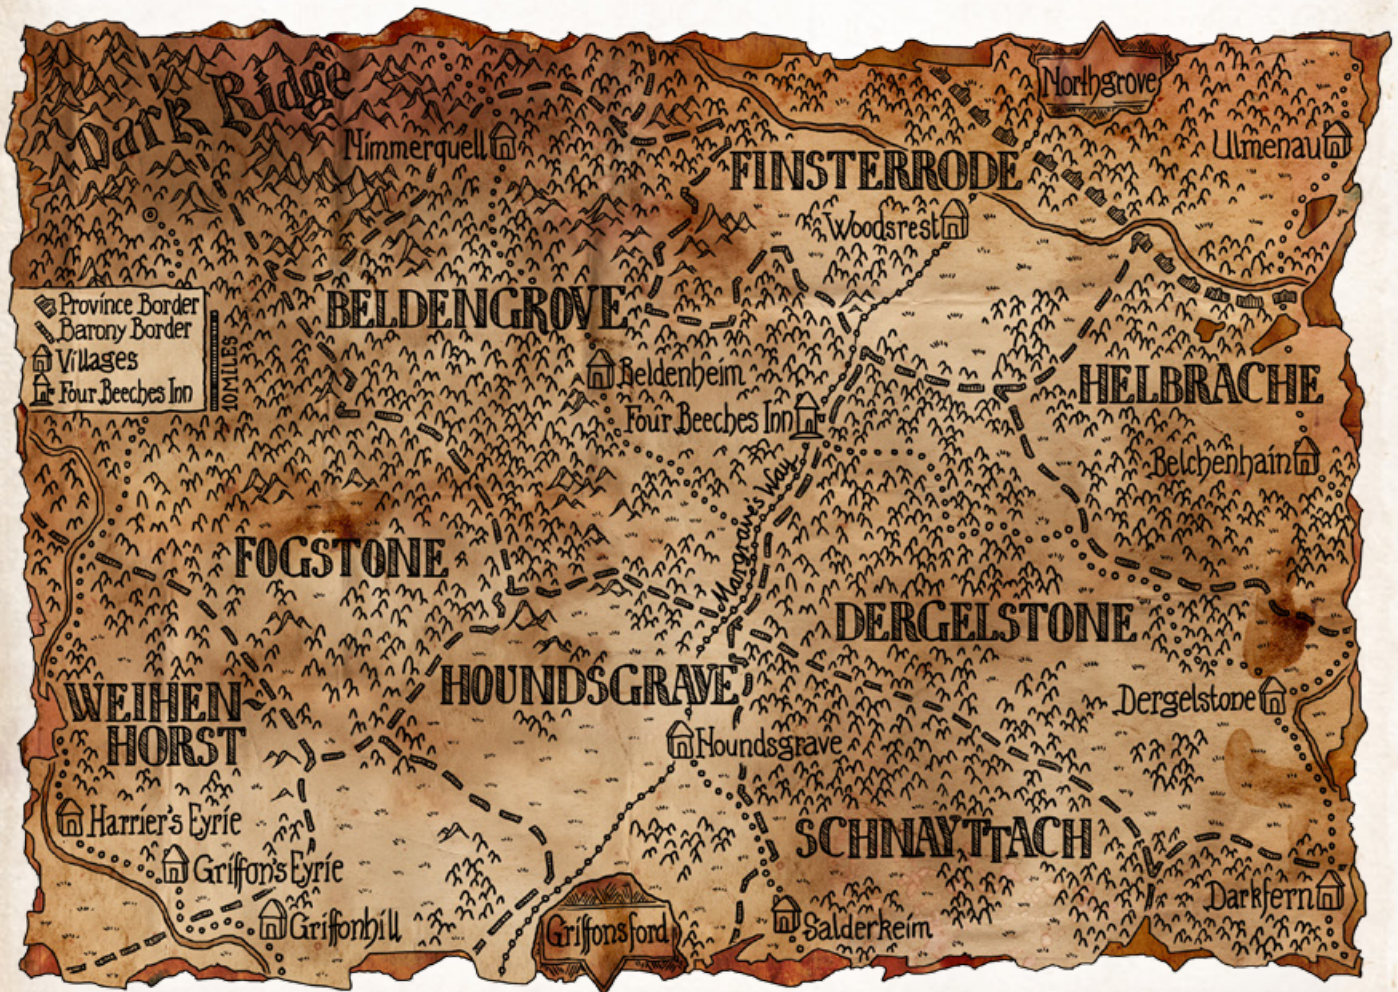 Dark Ridge
Northgrove
Nimmerquell
Ulmenau
FINSTERRODE
Woodsrest
Province Border
Barony Border
Villages
Four Beeches Inn
10 MILES
BELDENGROVE
Beldenheim
HELBRACHE
Four Beeches Inn
Belchenhain
Margrave's Way
FOGSTONE
DERGELSTONE
HOUNDSGRAVE
WEIHEN-
HORST
Dergelstone
Houndsgrave
Harrier's Eyrie
SCHNAYTTACH
Griffon's Eyrie
Darkfern
Griffonhill
Griffonsford
Salderkeim